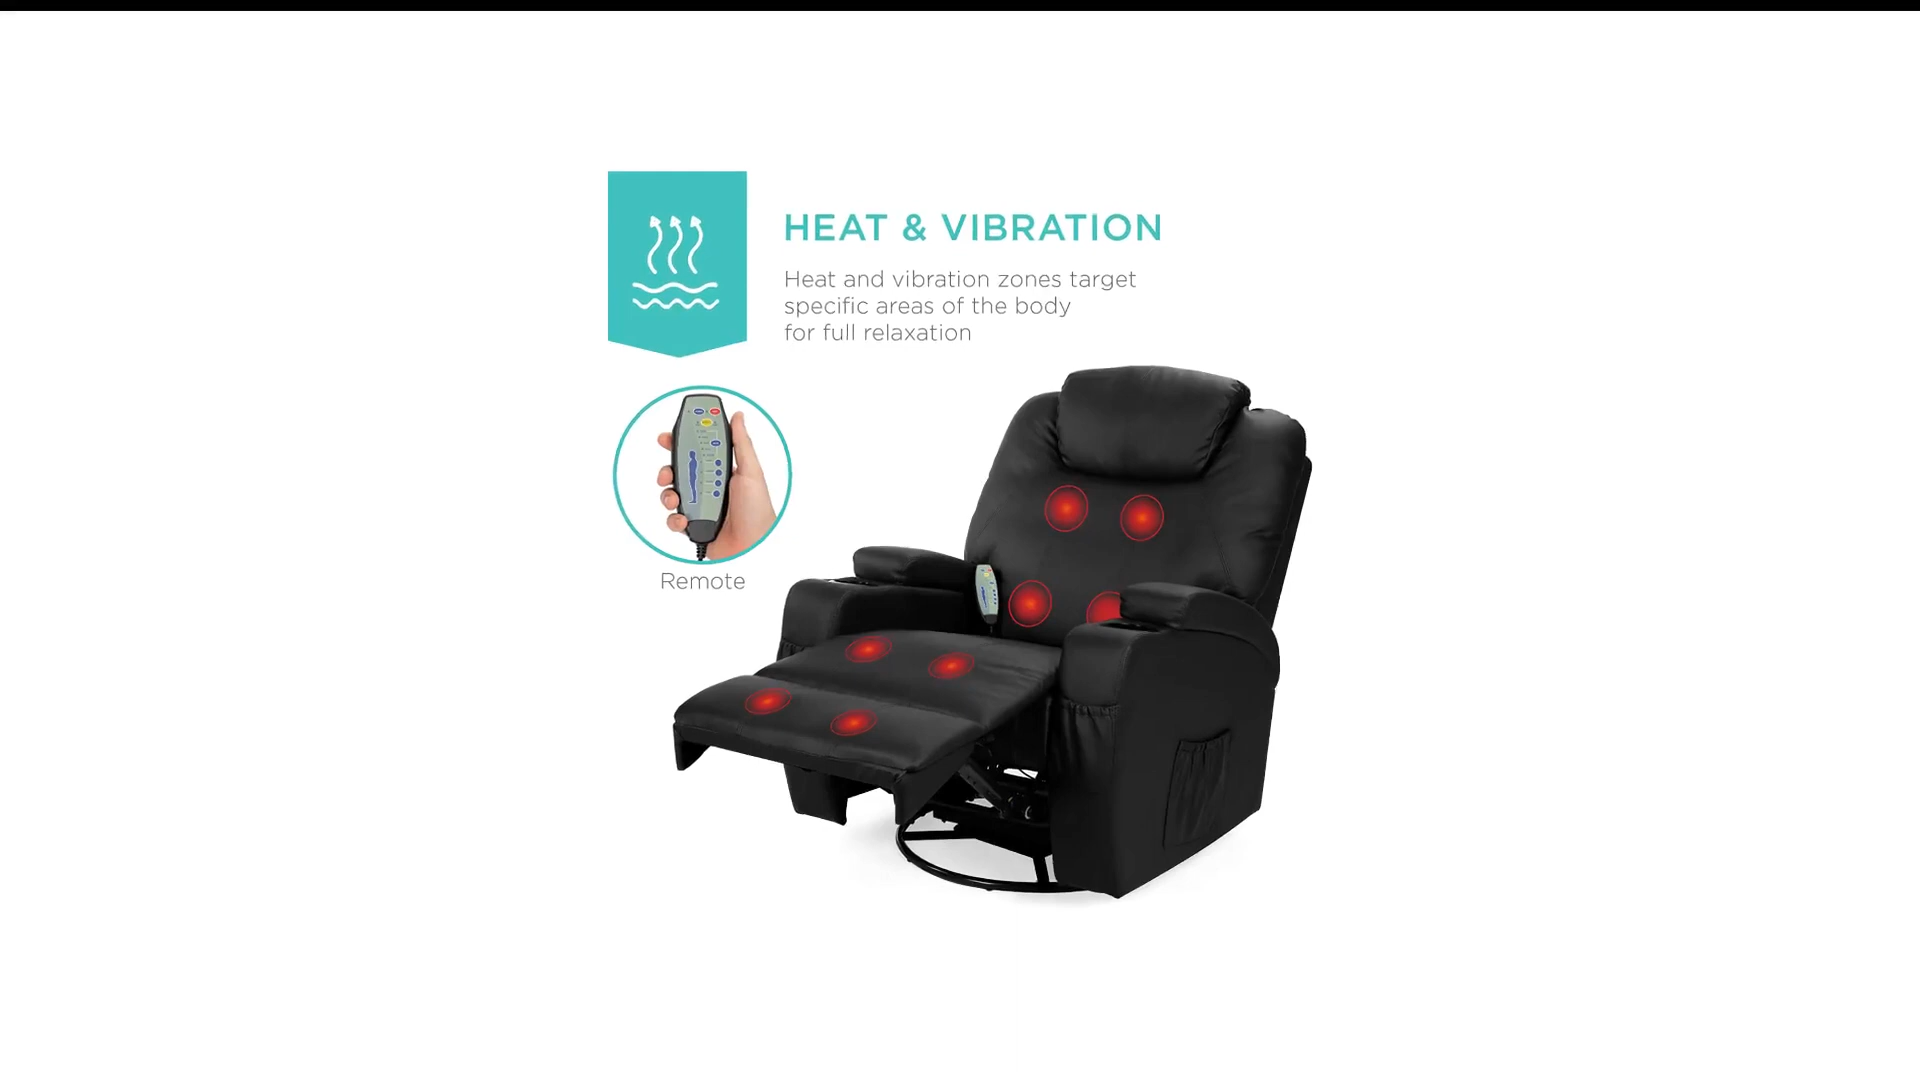 HEAT & VIBRATION
Heat and vibration zones target
specific areas of the body
for full relaxation
Remote